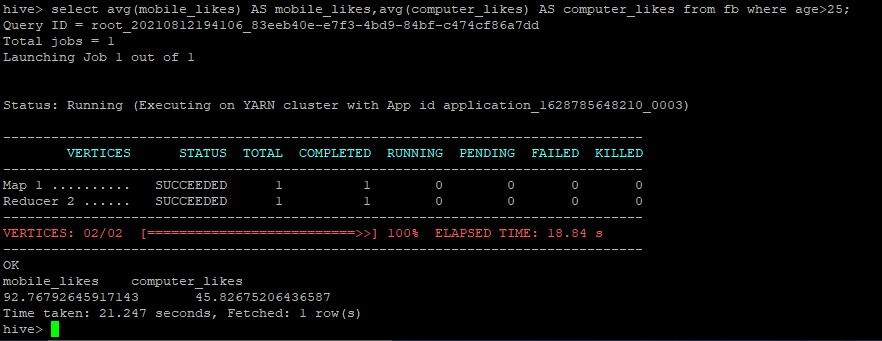 hive> select avg(mobile_likes) AS mobile_likes,avg(computer_likes) AS computer_likes from fb where age>25;
Query ID = root_20210812194106_83eeb40e-e7f3-4bd9-84bf-c474cf86a7dd
Total jobs = 1
Launching Job 1 out of 1
Status: Running (Executing on YARN cluster with App id application_1628785648210_0003)
--------------------------------------------------------------------------------
        VERTICES      STATUS  TOTAL  COMPLETED  RUNNING  PENDING  FAILED  KILLED
--------------------------------------------------------------------------------
Map 1 ..........   SUCCEEDED      1          1        0        0       0       0
Reducer 2 ......   SUCCEEDED      1          1        0        0       0       0
--------------------------------------------------------------------------------
VERTICES: 02/02  [==========================>>] 100%  ELAPSED TIME: 18.84 s
--------------------------------------------------------------------------------
OK
mobile_likes    computer_likes
92.76792645917143       45.82675206436587
Time taken: 21.247 seconds, Fetched: 1 row(s)
hive>